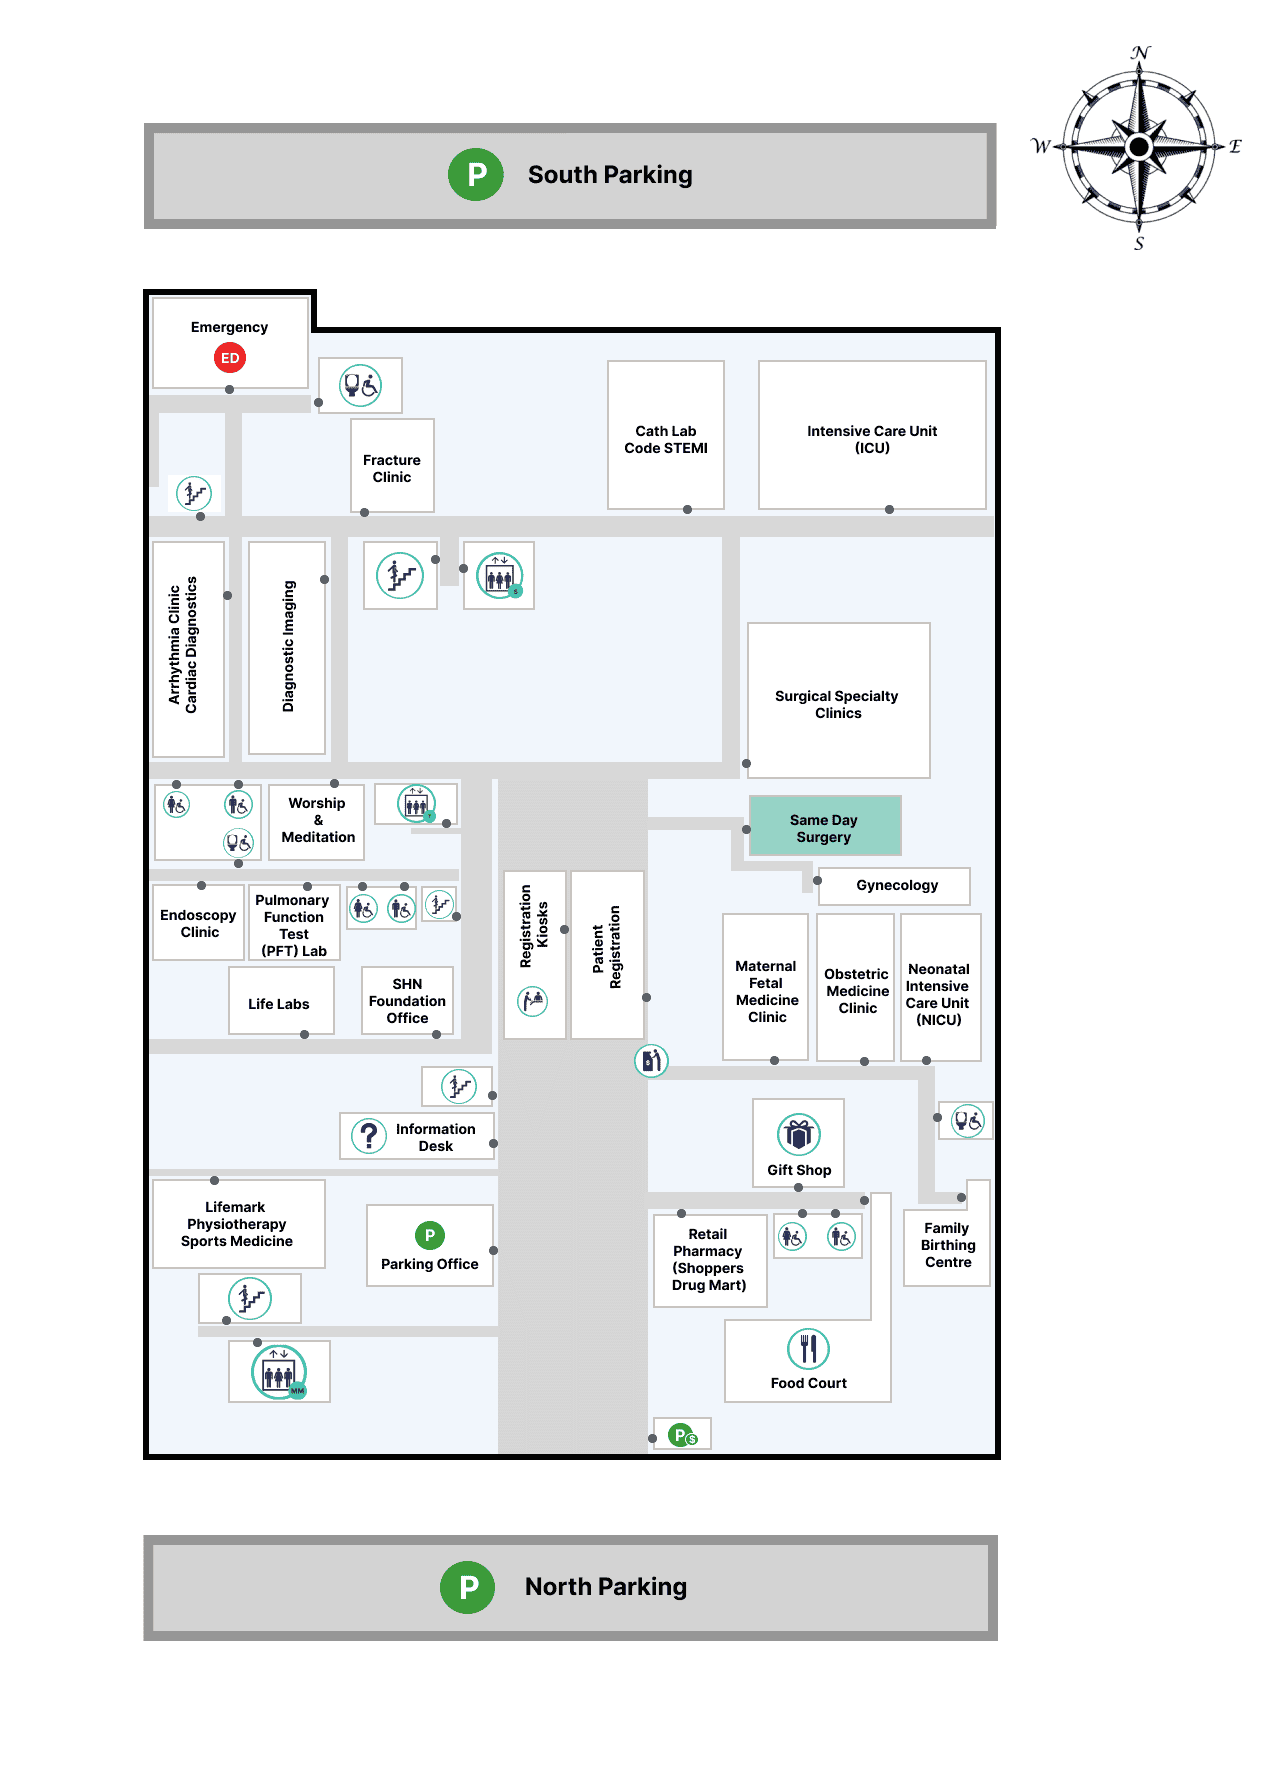 N
W
E
S
P
South Parking
Emergency
ED
Fracture
Clinic
Cath Lab
Code STEMI
Intensive Care Unit
(ICU)
Arrhythmia Clinic
Cardiac Diagnostics
Diagnostic Imaging
S
Surgical Specialty
Clinics
Worship
&
Meditation
Same Day
Surgery
Gynecology
Endoscopy
Clinic
Pulmonary
Function
Test
(PFT) Lab
Registration
Kiosks
Patient
Registration
Maternal
Fetal
Medicine
Clinic
Obstetric
Medicine
Clinic
Neonatal
Intensive
Care Unit
(NICU)
Life Labs
SHN
Foundation
Office
?
Information
Desk
Gift Shop
Lifemark
Physiotherapy
Sports Medicine
P
Parking Office
Retail
Pharmacy
(Shoppers
Drug Mart)
Family
Birthing
Centre
MM
Food Court
P $
P
North Parking